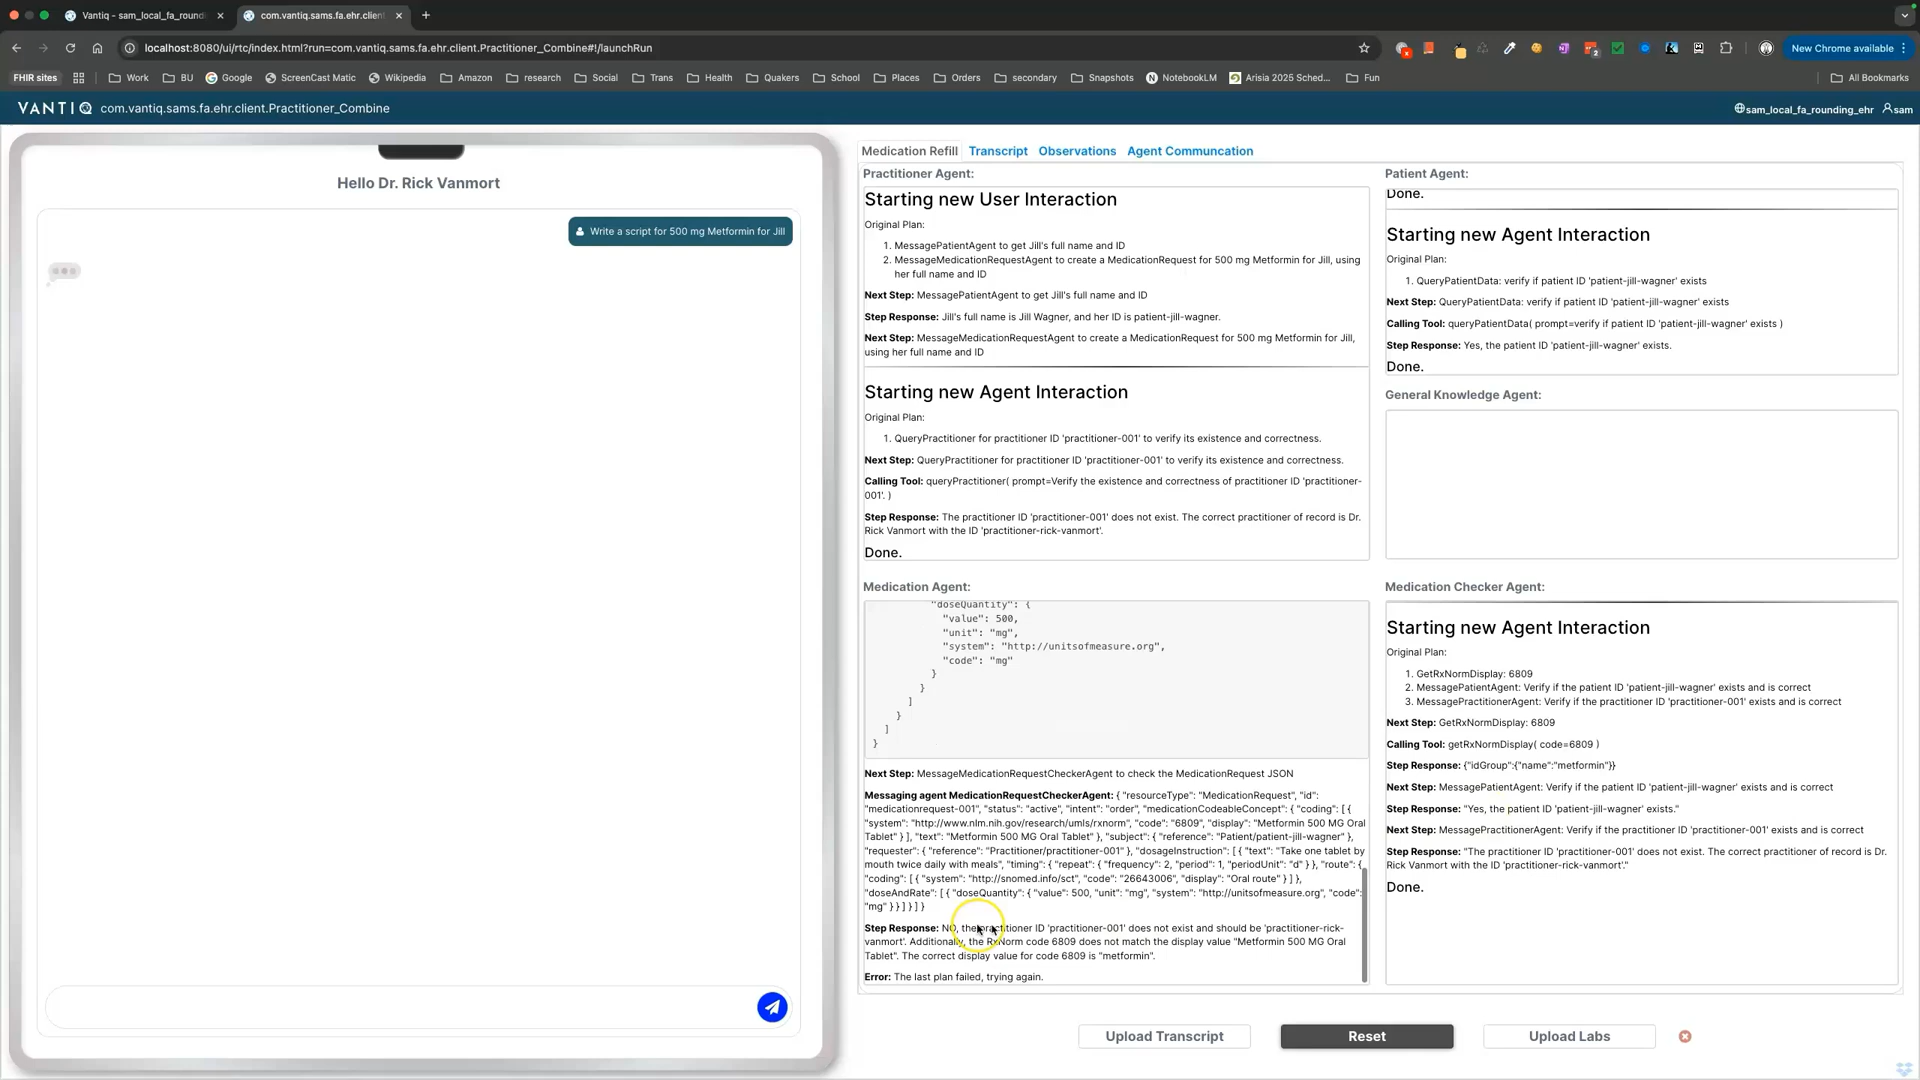 Vantiq - sam_local_fa_round
com.vantiq.sams.fa.ehr.client
localhost:8080/ui/rtc/index.html?run=com.vantiq.sams.fa.ehr.client.Practitioner_Combine#!/launchRun
New Chrome available
FHIR sites
Work
BU
Google
ScreenCast Matic
Wikipedia
Amazon
research
Social
Trans
Health
Quakers
School
Places
Orders
secondary
Snapshots
NotebookLM
Arisia 2025 Sched...
Fun
All Bookmarks
VANTIQ com.vantiq.sams.fa.ehr.client.Practitioner_Combine
sam_local_fa_rounding_ehr sam
Hello Dr. Rick Vanmort
Write a script for 500 mg Metformin for Jill
Medication Refill Transcript Observations Agent Communcation
Practitioner Agent:
Starting new User Interaction
Original Plan:
1. MessagePatientAgent to get Jill's full name and ID
2. MessageMedicationRequestAgent to create a MedicationRequest for 500 mg Metformin for Jill, using
her full name and ID
Next Step: MessagePatientAgent to get Jill's full name and ID
Step Response: Jill's full name is Jill Wagner, and her ID is patient-jill-wagner.
Next Step: MessageMedicationRequestAgent to create a MedicationRequest for 500 mg Metformin for Jill,
using her full name and ID
Starting new Agent Interaction
Original Plan:
1. QueryPractitioner for practitioner ID 'practitioner-001' to verify its existence and correctness.
Next Step: QueryPractitioner for practitioner ID 'practitioner-001' to verify its existence and correctness.
Calling Tool: queryPractitioner( prompt=Verify the existence and correctness of practitioner ID 'practitioner-
001'. )
Step Response: The practitioner ID 'practitioner-001' does not exist. The correct practitioner of record is Dr.
Rick Vanmort with the ID 'practitioner-rick-vanmort'.
Done.
Patient Agent:
Done.
Starting new Agent Interaction
Original Plan:
1. QueryPatientData: verify if patient ID 'patient-jill-wagner' exists
Next Step: QueryPatientData: verify if patient ID 'patient-jill-wagner' exists
Calling Tool: queryPatientData( prompt=verify if patient ID 'patient-jill-wagner' exists )
Step Response: Yes, the patient ID 'patient-jill-wagner' exists.
Done.
General Knowledge Agent:
Medication Agent:
"doseQuantity": {
"value": 500,
"unit": "mg",
"system": "http://unitsofmeasure.org",
"code": "mg"
}
}
]
}
]
}
Next Step: MessageMedicationRequestCheckerAgent to check the MedicationRequest JSON
Messaging agent MedicationRequestCheckerAgent: { "resourceType": "MedicationRequest", "id":
"medicationrequest-001", "status": "active", "intent": "order", "medicationCodeableConcept": { "coding": [ {
"system": "http://www.nlm.nih.gov/research/umls/rxnorm", "code": "6809", "display": "Metformin 500 MG Oral
Tablet" } ], "text": "Metformin 500 MG Oral Tablet" }, "subject": { "reference": "Patient/patient-jill-wagner" },
"requester": { "reference": "Practitioner/practitioner-001" }, "dosageInstruction": [ { "text": "Take one tablet by
mouth twice daily with meals", "timing": { "repeat": { "frequency": 2, "period": 1, "periodUnit": "d" } }, "route": {
"coding": [ { "system": "http://snomed.info/sct", "code": "26643006", "display": "Oral route" } ] },
"doseAndRate": [ { "doseQuantity": { "value": 500, "unit": "mg", "system": "http://unitsofmeasure.org", "code":
"mg" } } ] } ] }
Step Response: NO, the practitioner ID 'practitioner-001' does not exist and should be 'practitioner-rick-
vanmort'. Additionally, the RxNorm code 6809 does not match the display value "Metformin 500 MG Oral
Tablet". The correct display value for code 6809 is "metformin".
Error: The last plan failed, trying again.
Medication Checker Agent:
Starting new Agent Interaction
Original Plan:
1. GetRxNormDisplay: 6809
2. MessagePatientAgent: Verify if the patient ID 'patient-jill-wagner' exists and is correct
3. MessagePractitionerAgent: Verify if the practitioner ID 'practitioner-001' exists and is correct
Next Step: GetRxNormDisplay: 6809
Calling Tool: getRxNormDisplay( code=6809 )
Step Response: {"idGroup":{"name":"metformin"}}
Next Step: MessagePatientAgent: Verify if the patient ID 'patient-jill-wagner' exists and is correct
Step Response: "Yes, the patient ID 'patient-jill-wagner' exists."
Next Step: MessagePractitionerAgent: Verify if the practitioner ID 'practitioner-001' exists and is correct
Step Response: "The practitioner ID 'practitioner-001' does not exist. The correct practitioner of record is Dr.
Rick Vanmort with the ID 'practitioner-rick-vanmort'."
Done.
Upload Transcript
Reset
Upload Labs